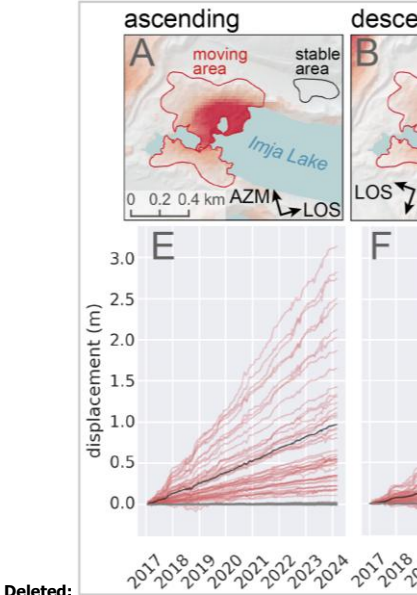 ascending
desce
A
moving
area
stable
area
B
Imja Lake
0 0.2 0.4 km
AZM
LOS
LOS
E
F
3.0
2.5
2.0
1.5
1.0
0.5
0.0
displacement (m)
2017 2018 2019 2020 2021 2022 2023 2024
2017 2018
Deleted: